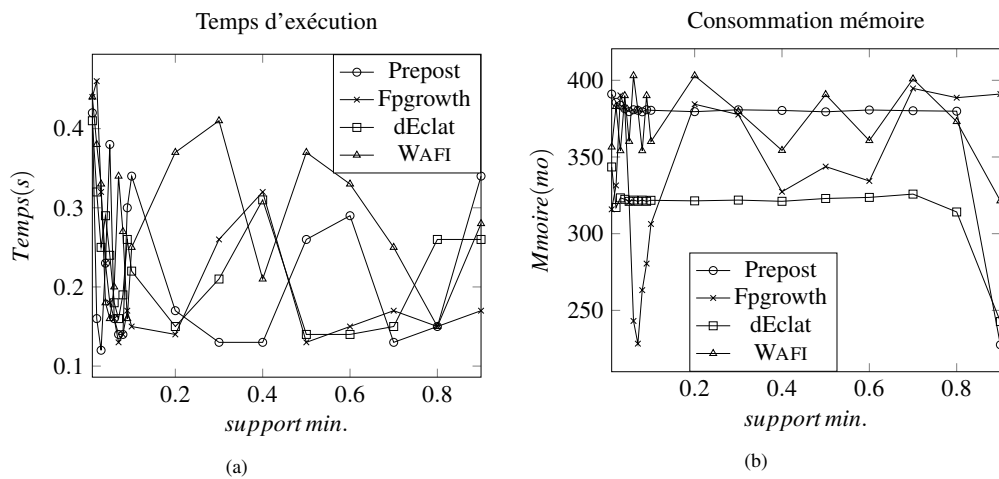 Temps d'exécution
Temps(s)
0.4
0.3
0.2
0.1
Prepost
Fpgrowth
dEclat
WAFI
0.2 0.4 0.6 0.8
support min.
(a)
Consommation mémoire
Mmoire(mo)
400
350
300
250
Prepost
Fpgrowth
dEclat
WAFI
0.2 0.4 0.6 0.8
support min.
(b)